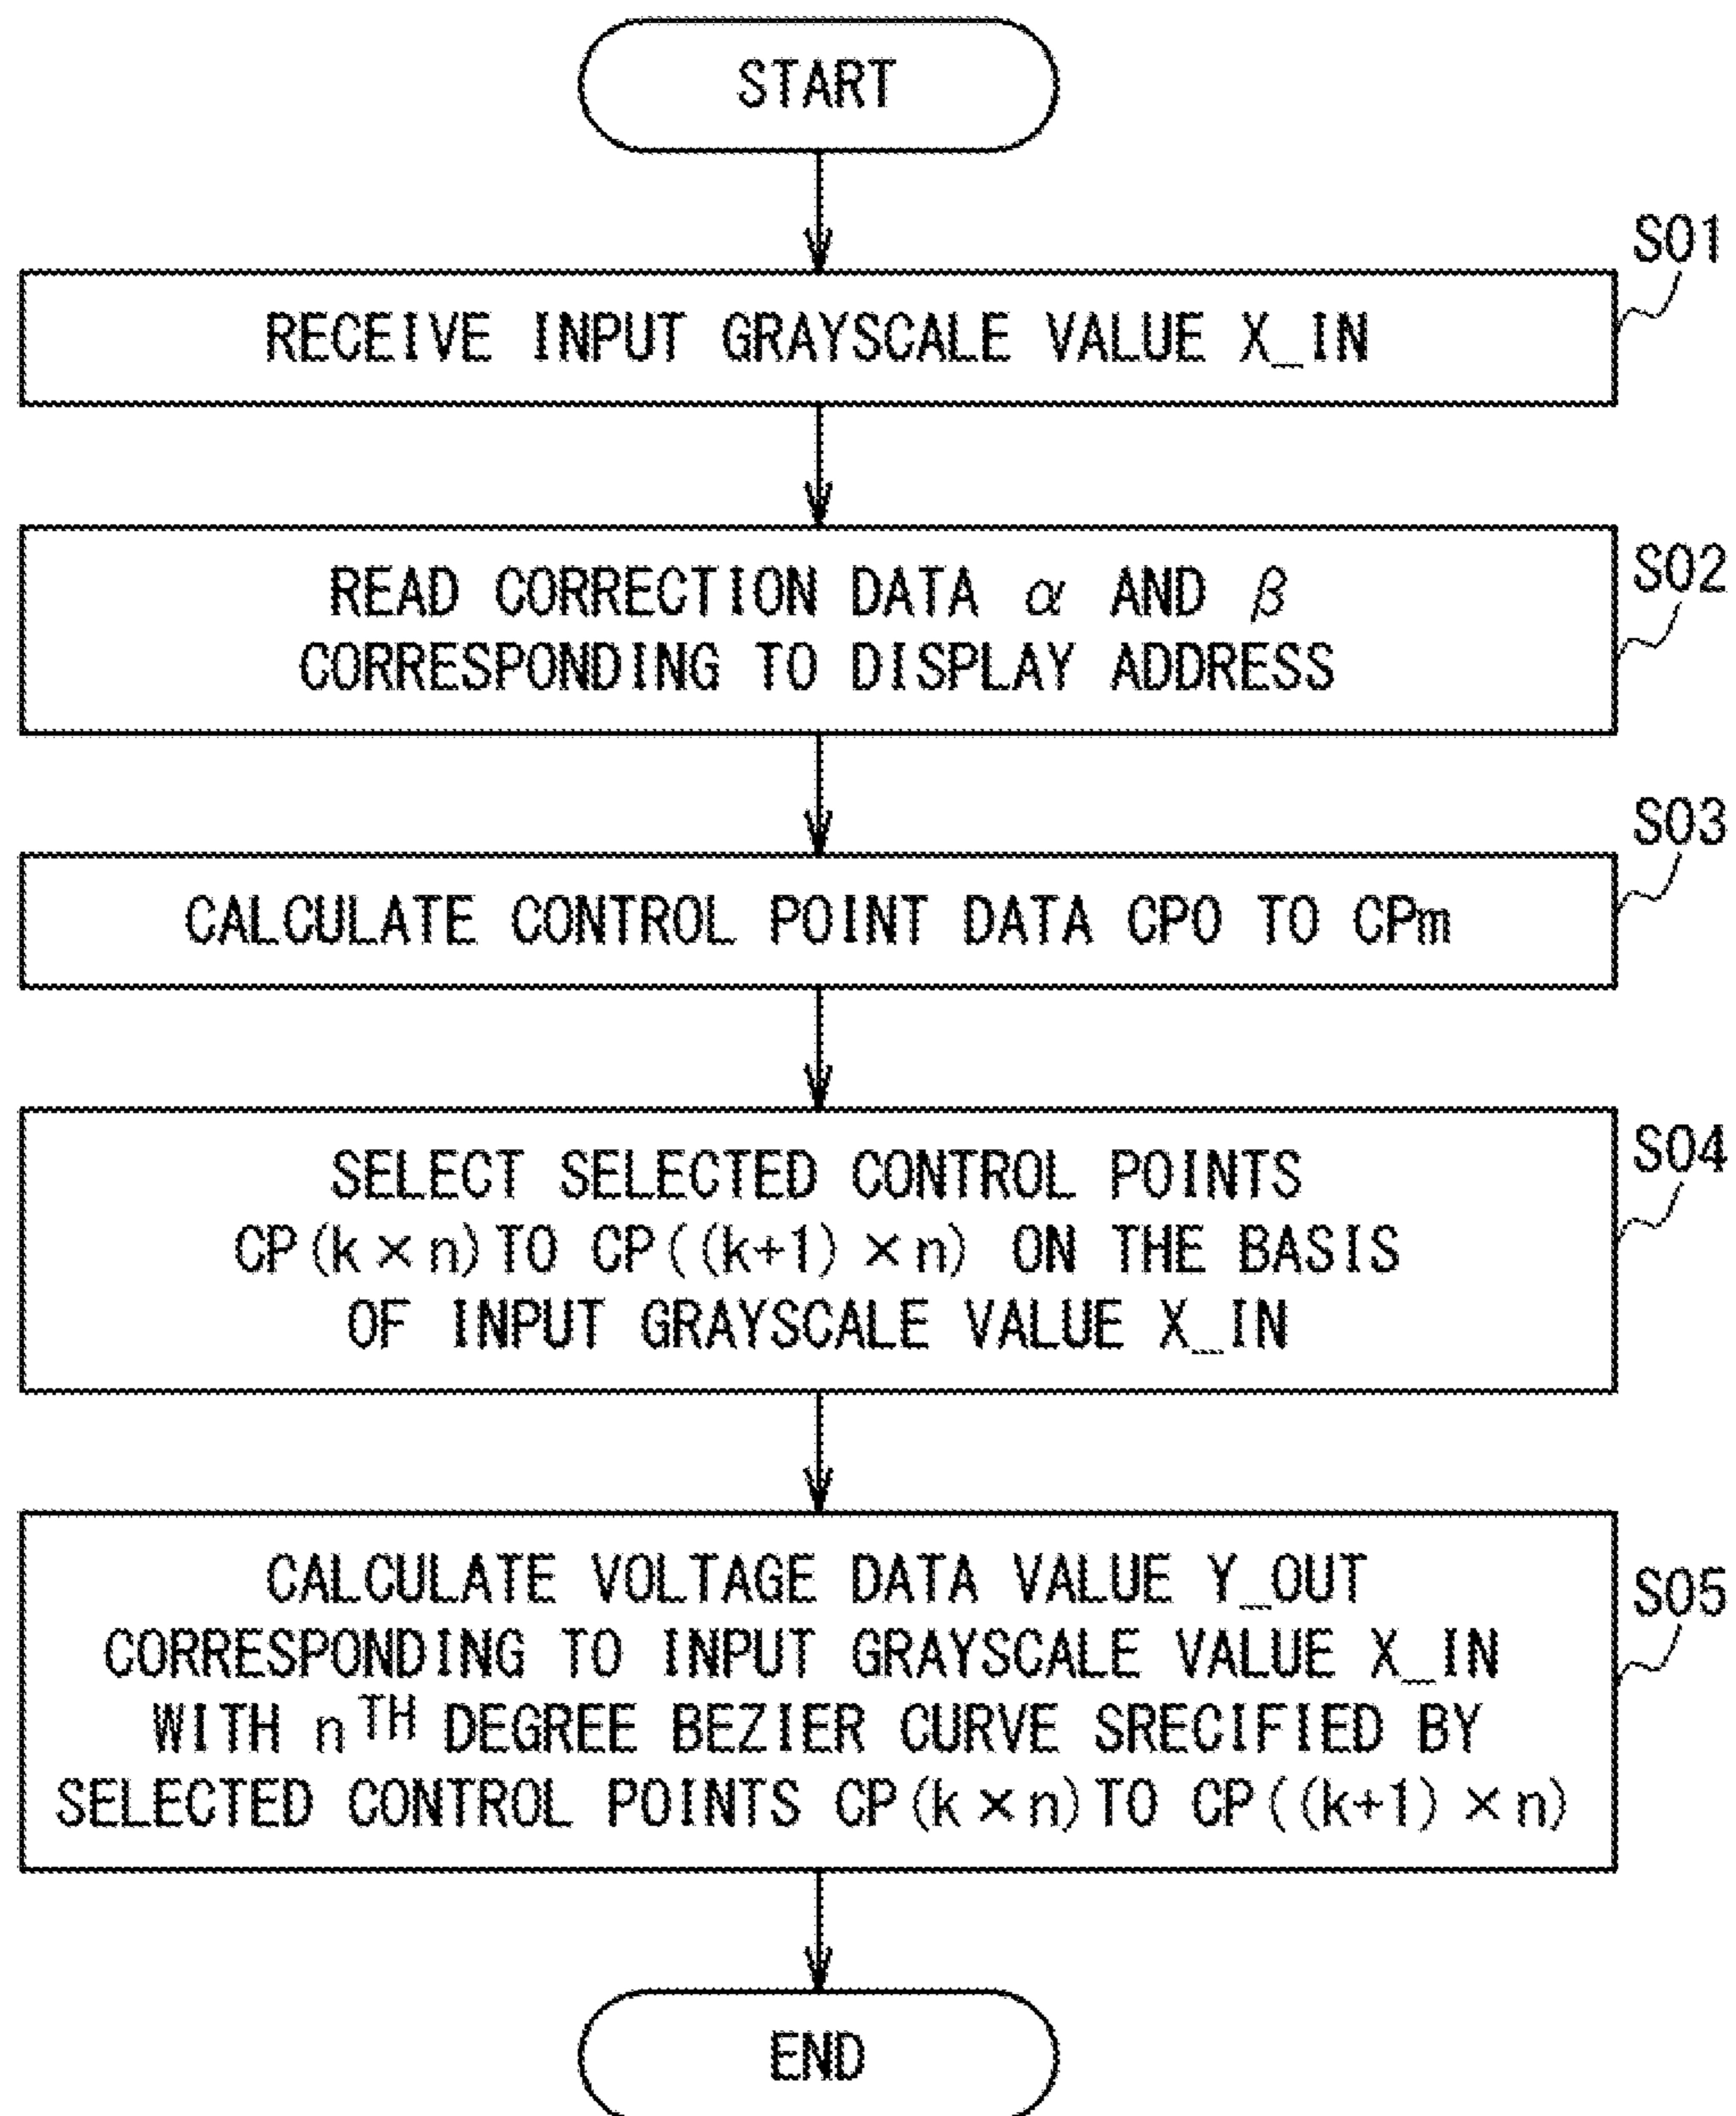 START
S01
RECEIVE INPUT GRAYSCALE VALUE X_IN
S02
READ CORRECTION DATA α AND β
CORRESPONDING TO DISPLAY ADDRESS
S03
CALCULATE CONTROL POINT DATA CP0 TO CPm
S04
SELECT SELECTED CONTROL POINTS
CP(k×n)TO CP((k+1)×n) ON THE BASIS
OF INPUT GRAYSCALE VALUE X_IN
S05
CALCULATE VOLTAGE DATA VALUE Y_OUT
CORRESPONDING TO INPUT GRAYSCALE VALUE X_IN
WITH nTH DEGREE BEZIER CURVE SRECIFIED BY
SELECTED CONTROL POINTS CP(k×n)TO CP((k+1)×n)
END